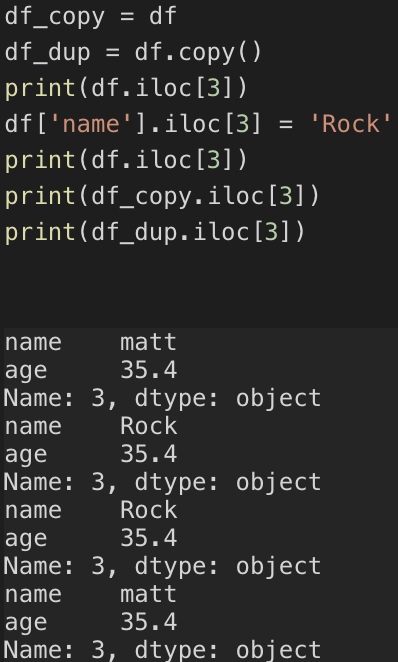 df_copy = df
df_dup = df.copy()
print(df.iloc[3])
df['name'].iloc[3] = 'Rock'
print(df.iloc[3])
print(df_copy.iloc[3])
print(df_dup.iloc[3])
name    matt
age     35.4
Name: 3, dtype: object
name    Rock
age     35.4
Name: 3, dtype: object
name    Rock
age     35.4
Name: 3, dtype: object
name    matt
age     35.4
Name: 3, dtype: object